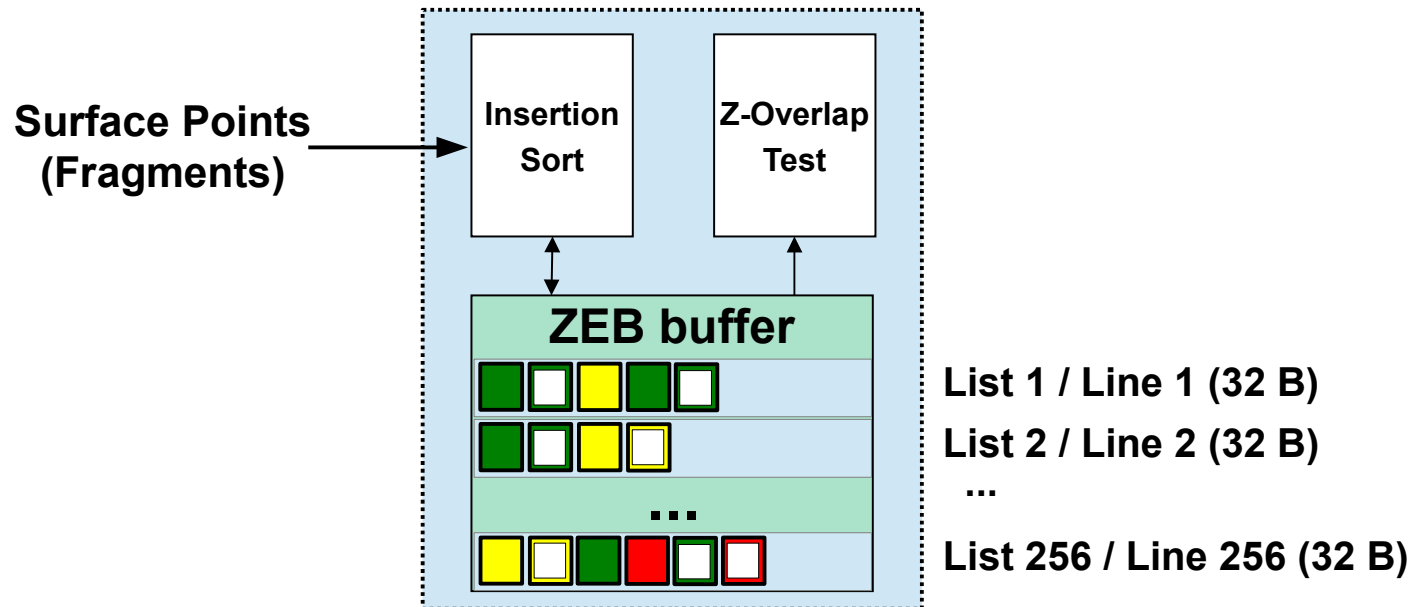 Surface Points
(Fragments)
Insertion
Sort
Z-Overlap
Test
ZEB buffer
...
List 1 / Line 1 (32 B)
List 2 / Line 2 (32 B)
...
List 256 / Line 256 (32 B)